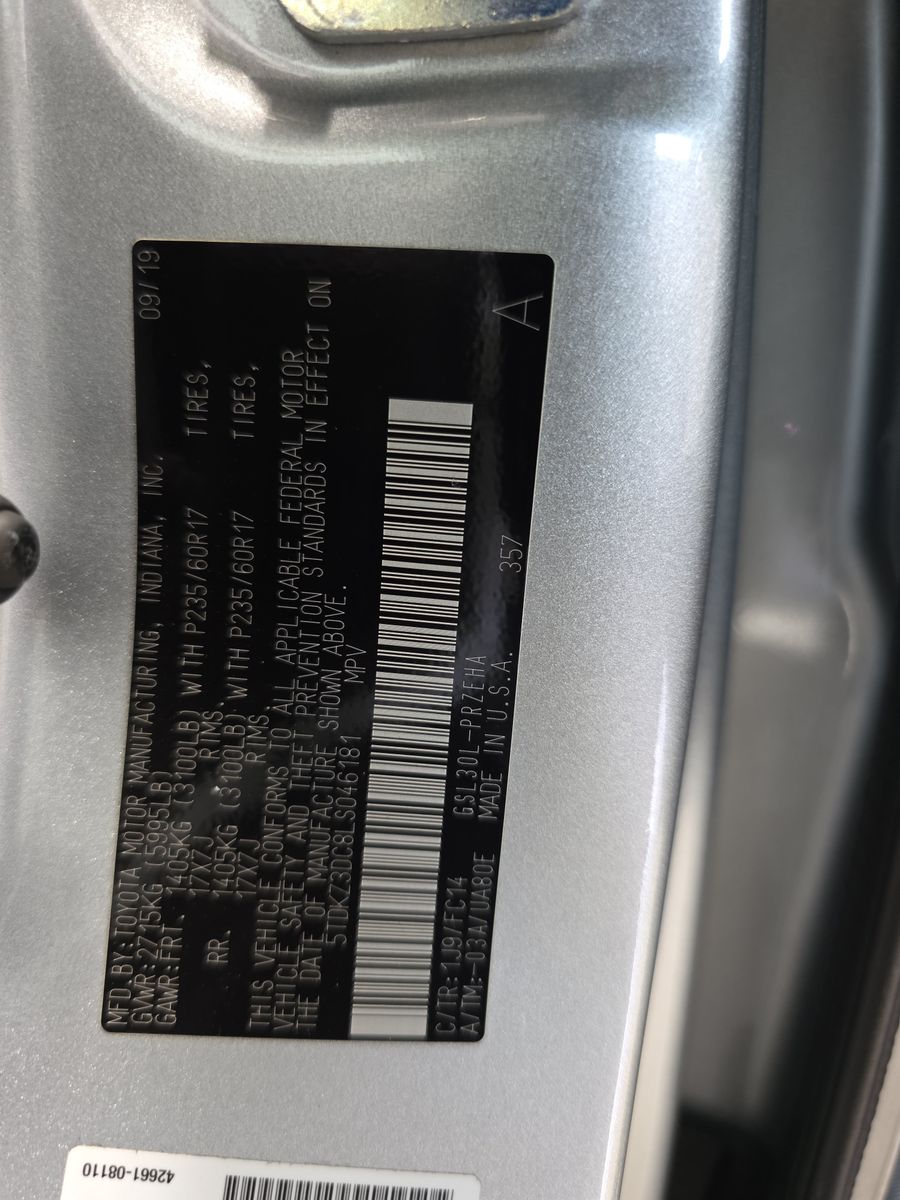 MFD.BY:TOYOTA MOTOR MANUFACTURING, INDIANA, INC. 09/19
GVWR:2715KG (5995LB)
GAWR:FRT. 1405KG (3100LB) WITH P235/60R17 TIRES,
17X7J RIMS,
RR. 1405KG (3100LB) WITH P235/60R17 TIRES,
17X7J RIMS.
THIS VEHICLE CONFORMS TO ALL APPLICABLE FEDERAL MOTOR
VEHICLE SAFETY AND THEFT PREVENTION STANDARDS IN EFFECT ON
THE DATE OF MANUFACTURE SHOWN ABOVE.
5TDKZ3DC8LS046181 MPV
C/TR:1J9/FC14 GSL30L-PRZEHA A
A/TM:-03A/UA80E MADE IN U.S.A. 357
42661-08110